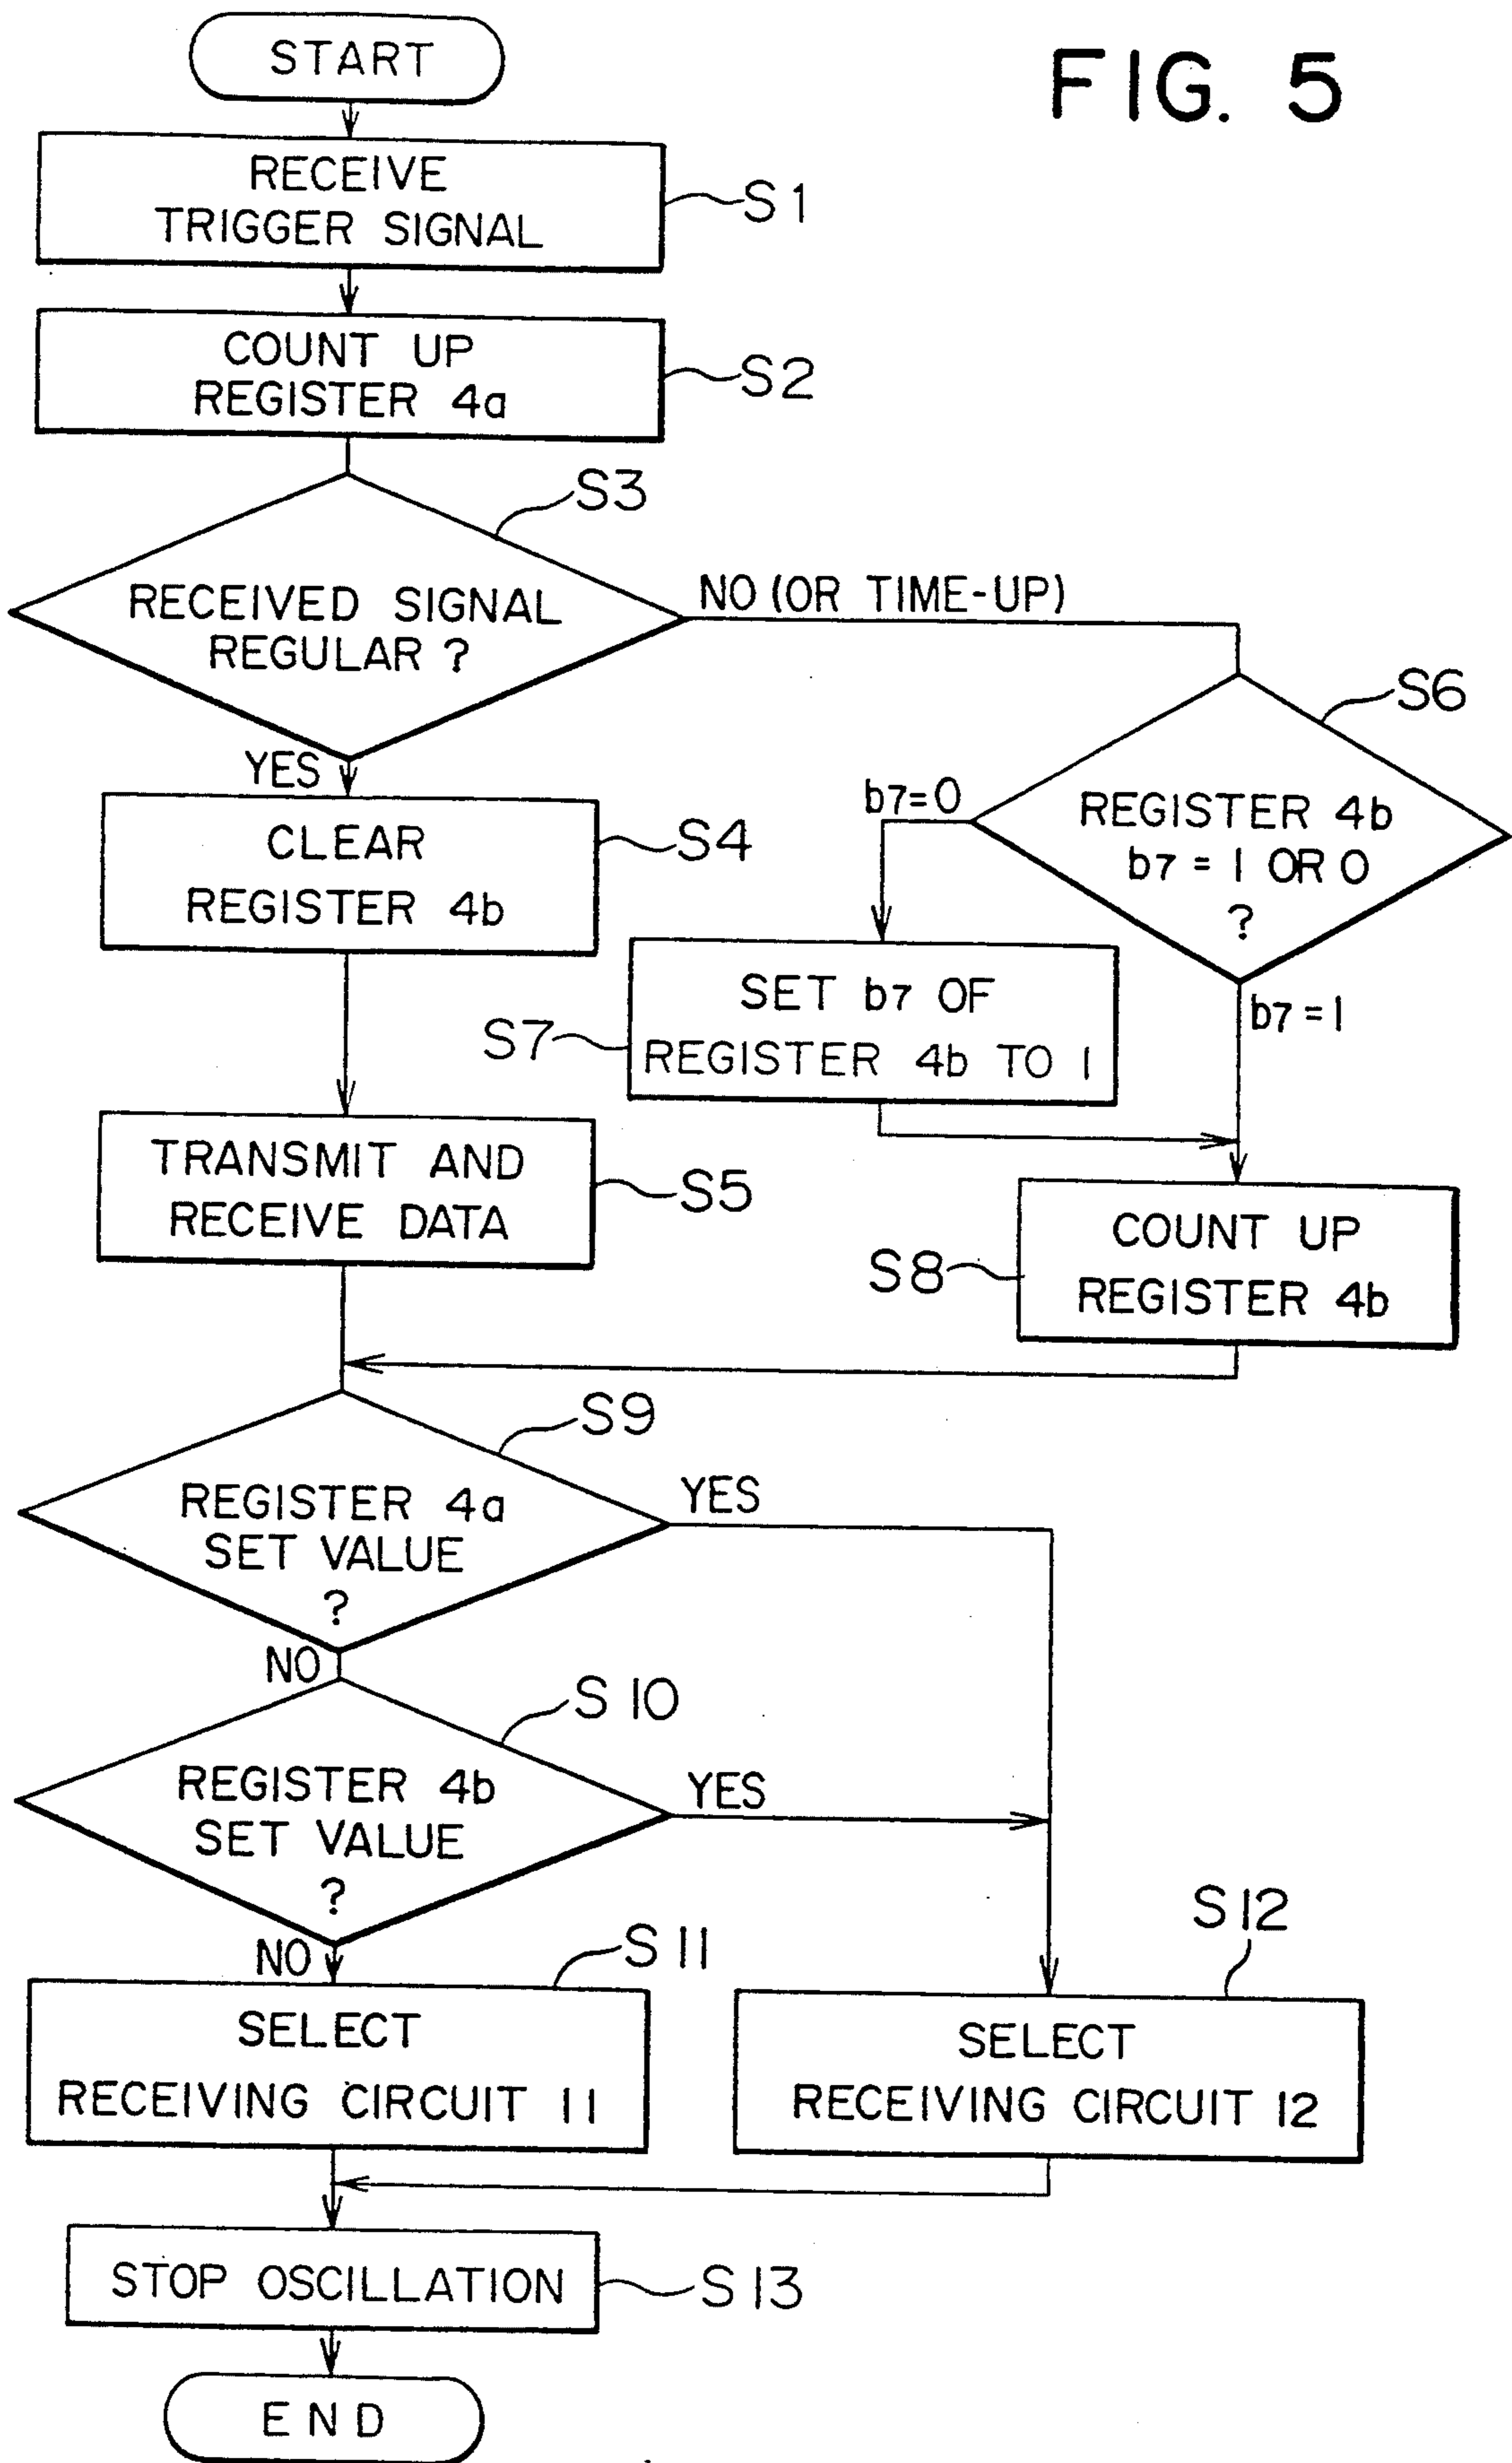 FIG. 5
START
RECEIVE
TRIGGER SIGNAL
S1
COUNT UP
REGISTER 4a
S2
S3
RECEIVED SIGNAL
REGULAR ?
NO (OR TIME-UP)
YES
S6
REGISTER 4b
b7 = 1 OR 0
?
b7=0
b7=1
CLEAR
REGISTER 4b
S4
SET b7 OF
REGISTER 4b TO 1
S7
TRANSMIT AND
RECEIVE DATA
S5
COUNT UP
REGISTER 4b
S8
S9
REGISTER 4a
SET VALUE
?
YES
NO
S10
REGISTER 4b
SET VALUE
?
YES
NO
S11
SELECT
RECEIVING CIRCUIT 11
S12
SELECT
RECEIVING CIRCUIT 12
STOP OSCILLATION
S13
END